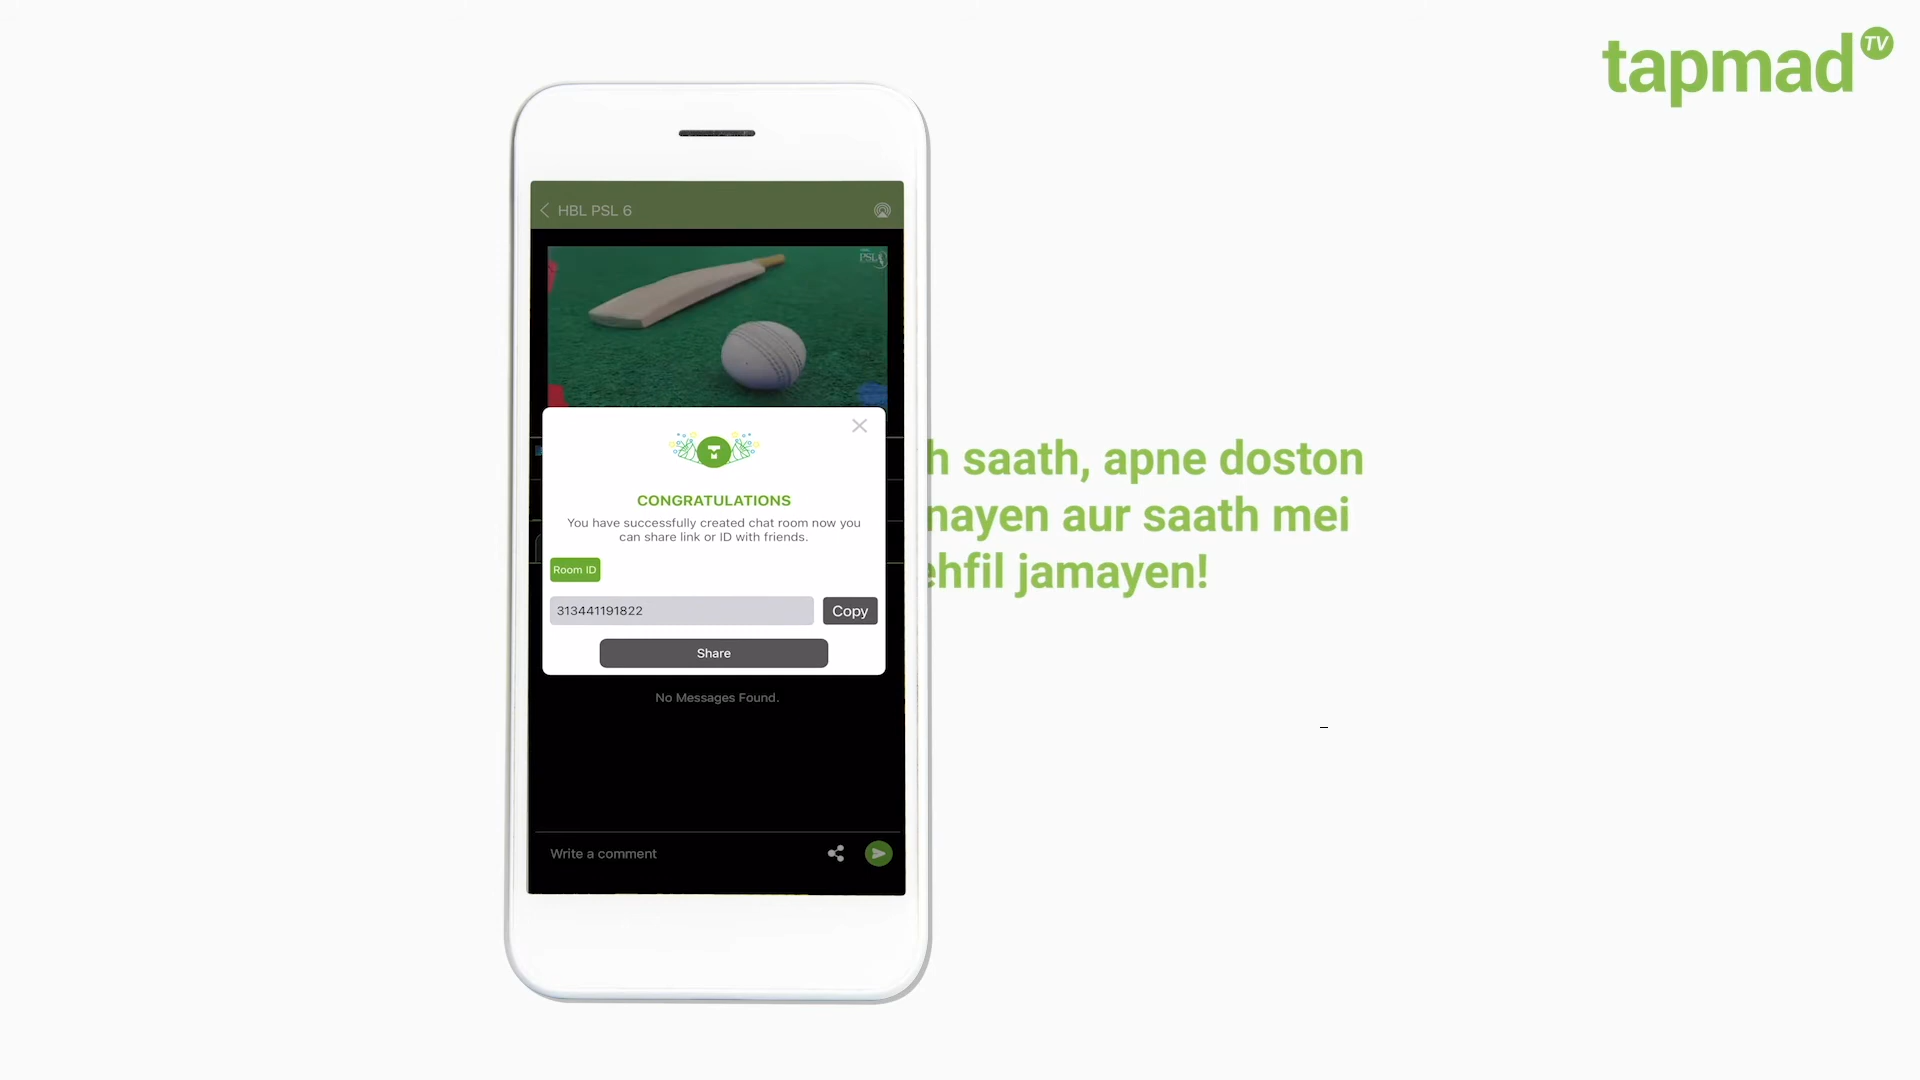 tapmad TV
HBL PSL 6
PSL
CONGRATULATIONS
You have successfully created chat room now you
can share link or ID with friends.
Room ID
313441191822
Copy
Share
No Messages Found.
Write a comment
saath, apne doston
aur saath mei
jamayen!